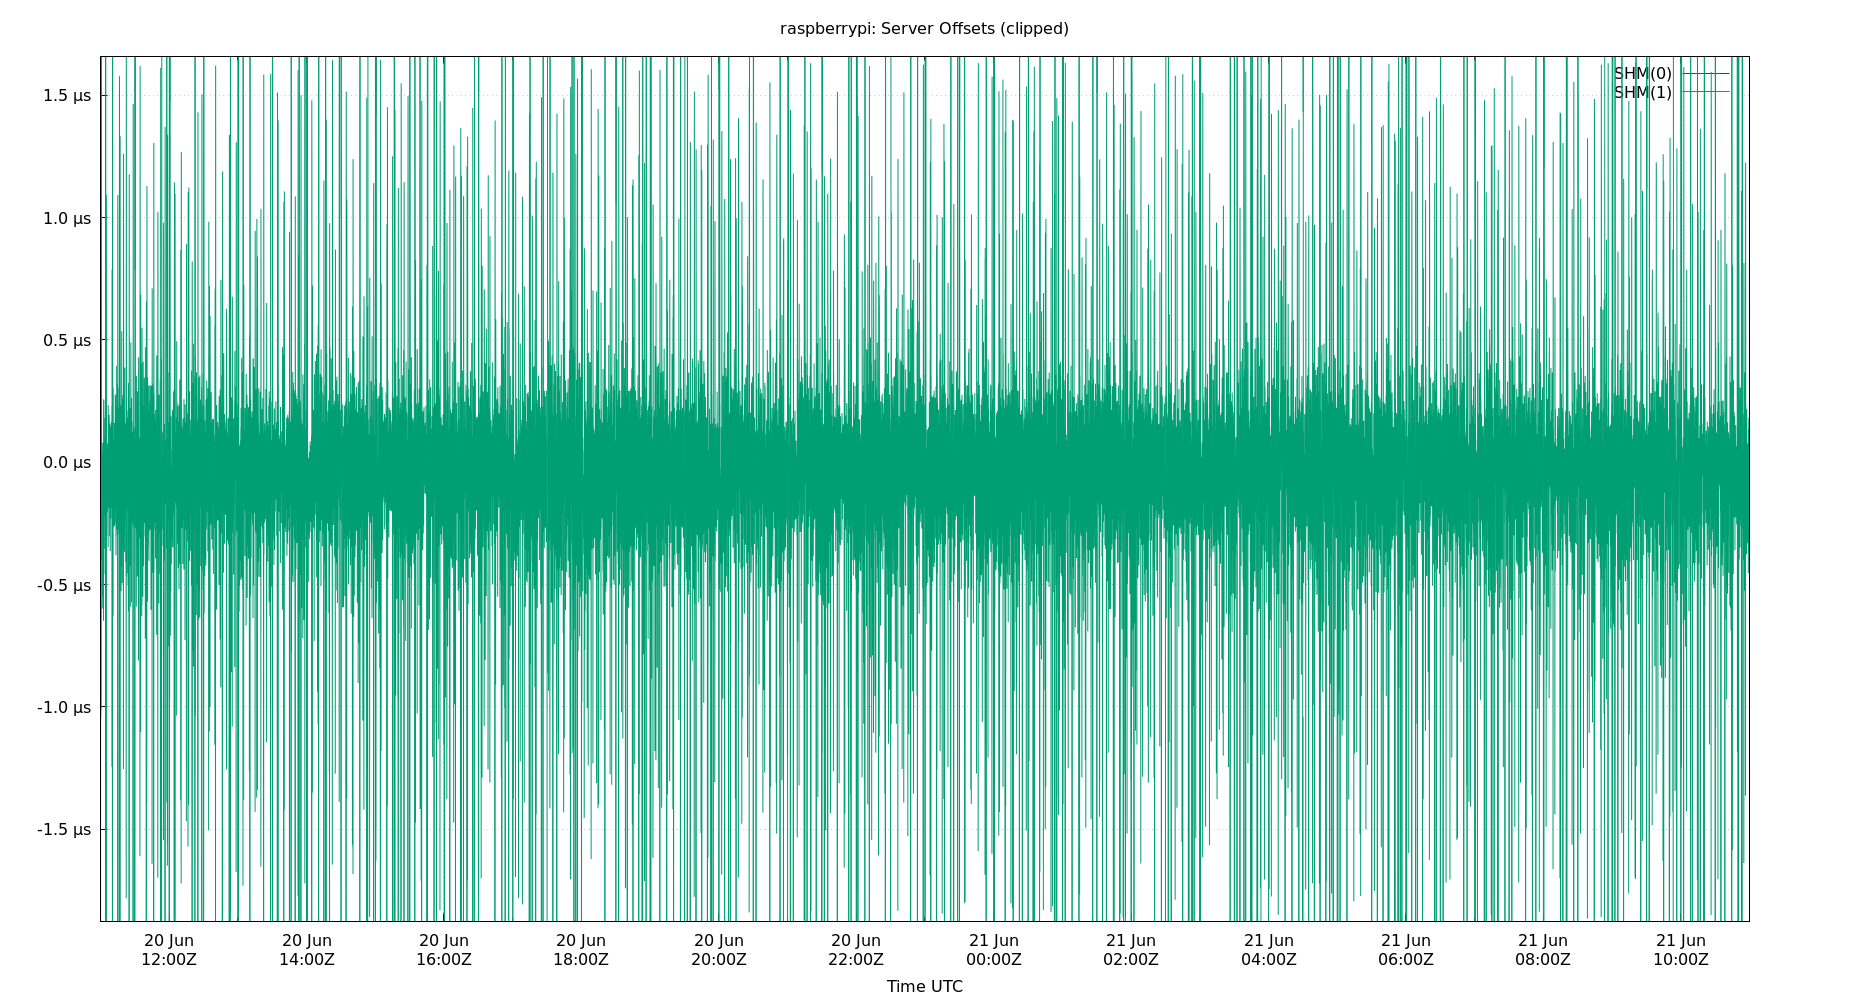 raspberrypi: Server Offsets (clipped)
SHM(0)
SHM(1)
1.5 µs
1.0 µs
0.5 µs
0.0 µs
-0.5 µs
-1.0 µs
-1.5 µs
20 Jun 20 Jun 20 Jun 20 Jun 20 Jun 20 Jun 21 Jun 21 Jun 21 Jun 21 Jun 21 Jun 21 Jun
12:00Z 14:00Z 16:00Z 18:00Z 20:00Z 22:00Z 00:00Z 02:00Z 04:00Z 06:00Z 08:00Z 10:00Z
Time UTC